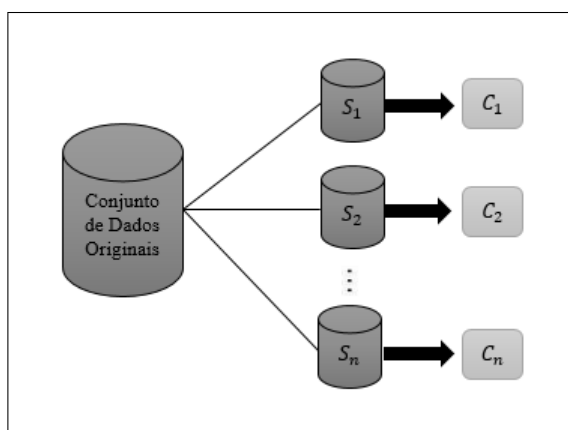 S₁
C₁
Conjunto
de Dados
Originais
S₂
C₂
⋮
Sₙ
Cₙ